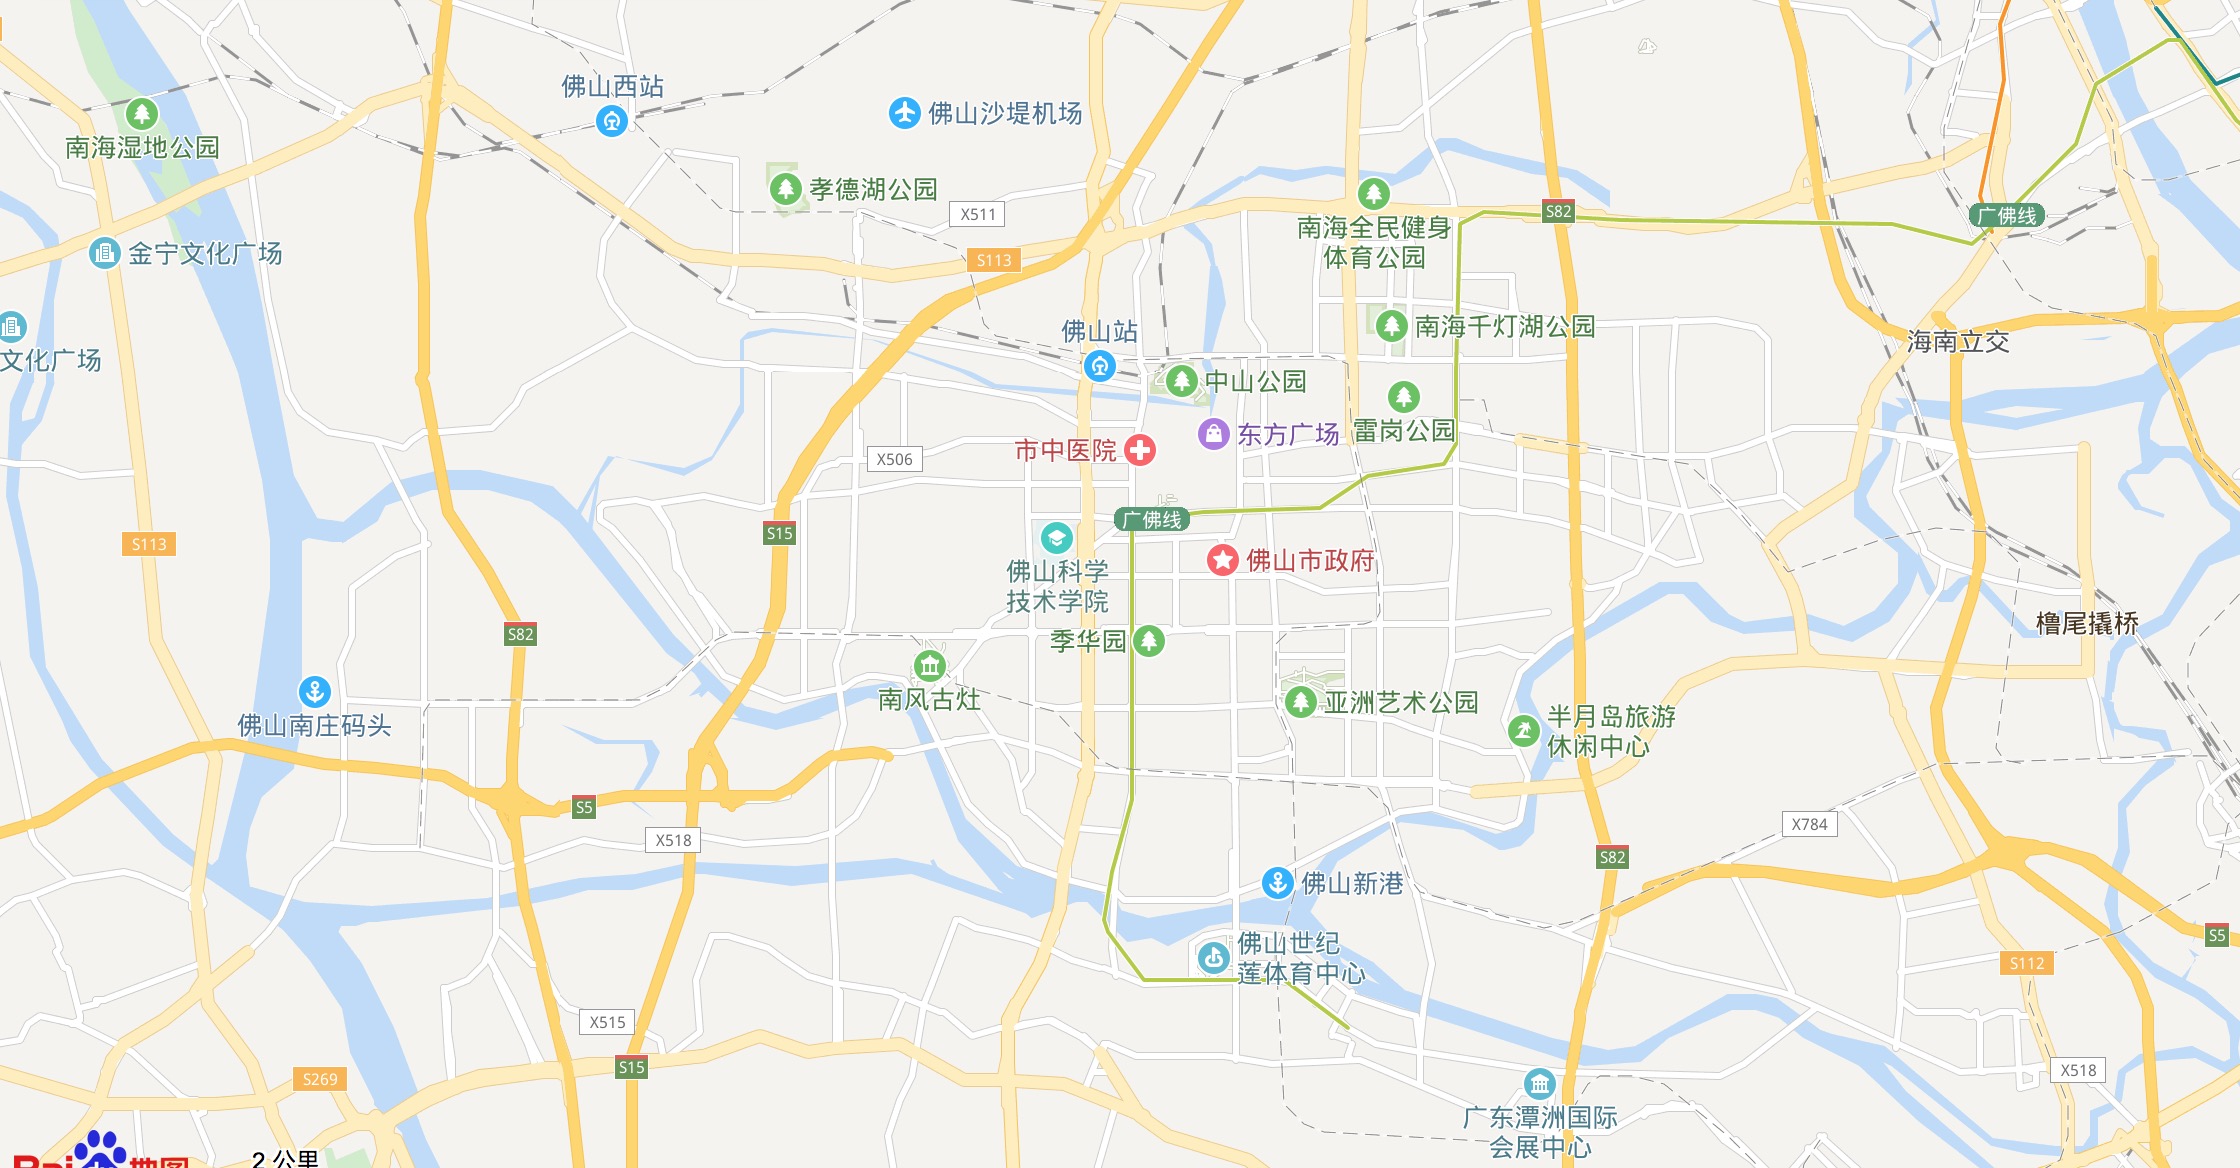 佛山西站
佛山沙堤机场
南海湿地公园
孝德湖公园
X511
S82
广佛线
南海全民健身
体育公园
金宁文化广场
S113
文化广场
佛山站
南海千灯湖公园
海南立交
中山公园
东方广场
雷岗公园
市中医院
X506
S15
广佛线
S113
佛山科学
技术学院
佛山市政府
S82
季华园
橹尾撬桥
南风古灶
佛山南庄码头
亚洲艺术公园
半月岛旅游
休闲中心
S5
X518
X784
S82
佛山新港
佛山世纪
莲体育中心
S5
S112
X515
S15
S269
X518
广东潭洲国际
会展中心
Bai
地图
2 公里